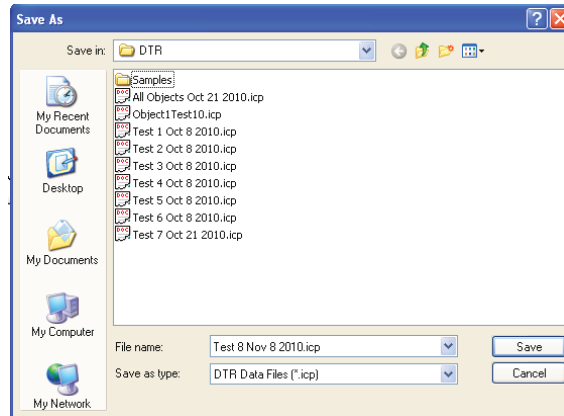 Save As
Save in:
DTR
My Recent
Documents
Desktop
My Documents
My Computer
My Network
Samples
All Objects Oct 21 2010.icp
Object1Test10.icp
Test 1 Oct 8 2010.icp
Test 2 Oct 8 2010.icp
Test 3 Oct 8 2010.icp
Test 4 Oct 8 2010.icp
Test 5 Oct 8 2010.icp
Test 6 Oct 8 2010.icp
Test 7 Oct 21 2010.icp
File name:
Test 8 Nov 8 2010.icp
Save
Save as type:
DTR Data Files (*.icp)
Cancel